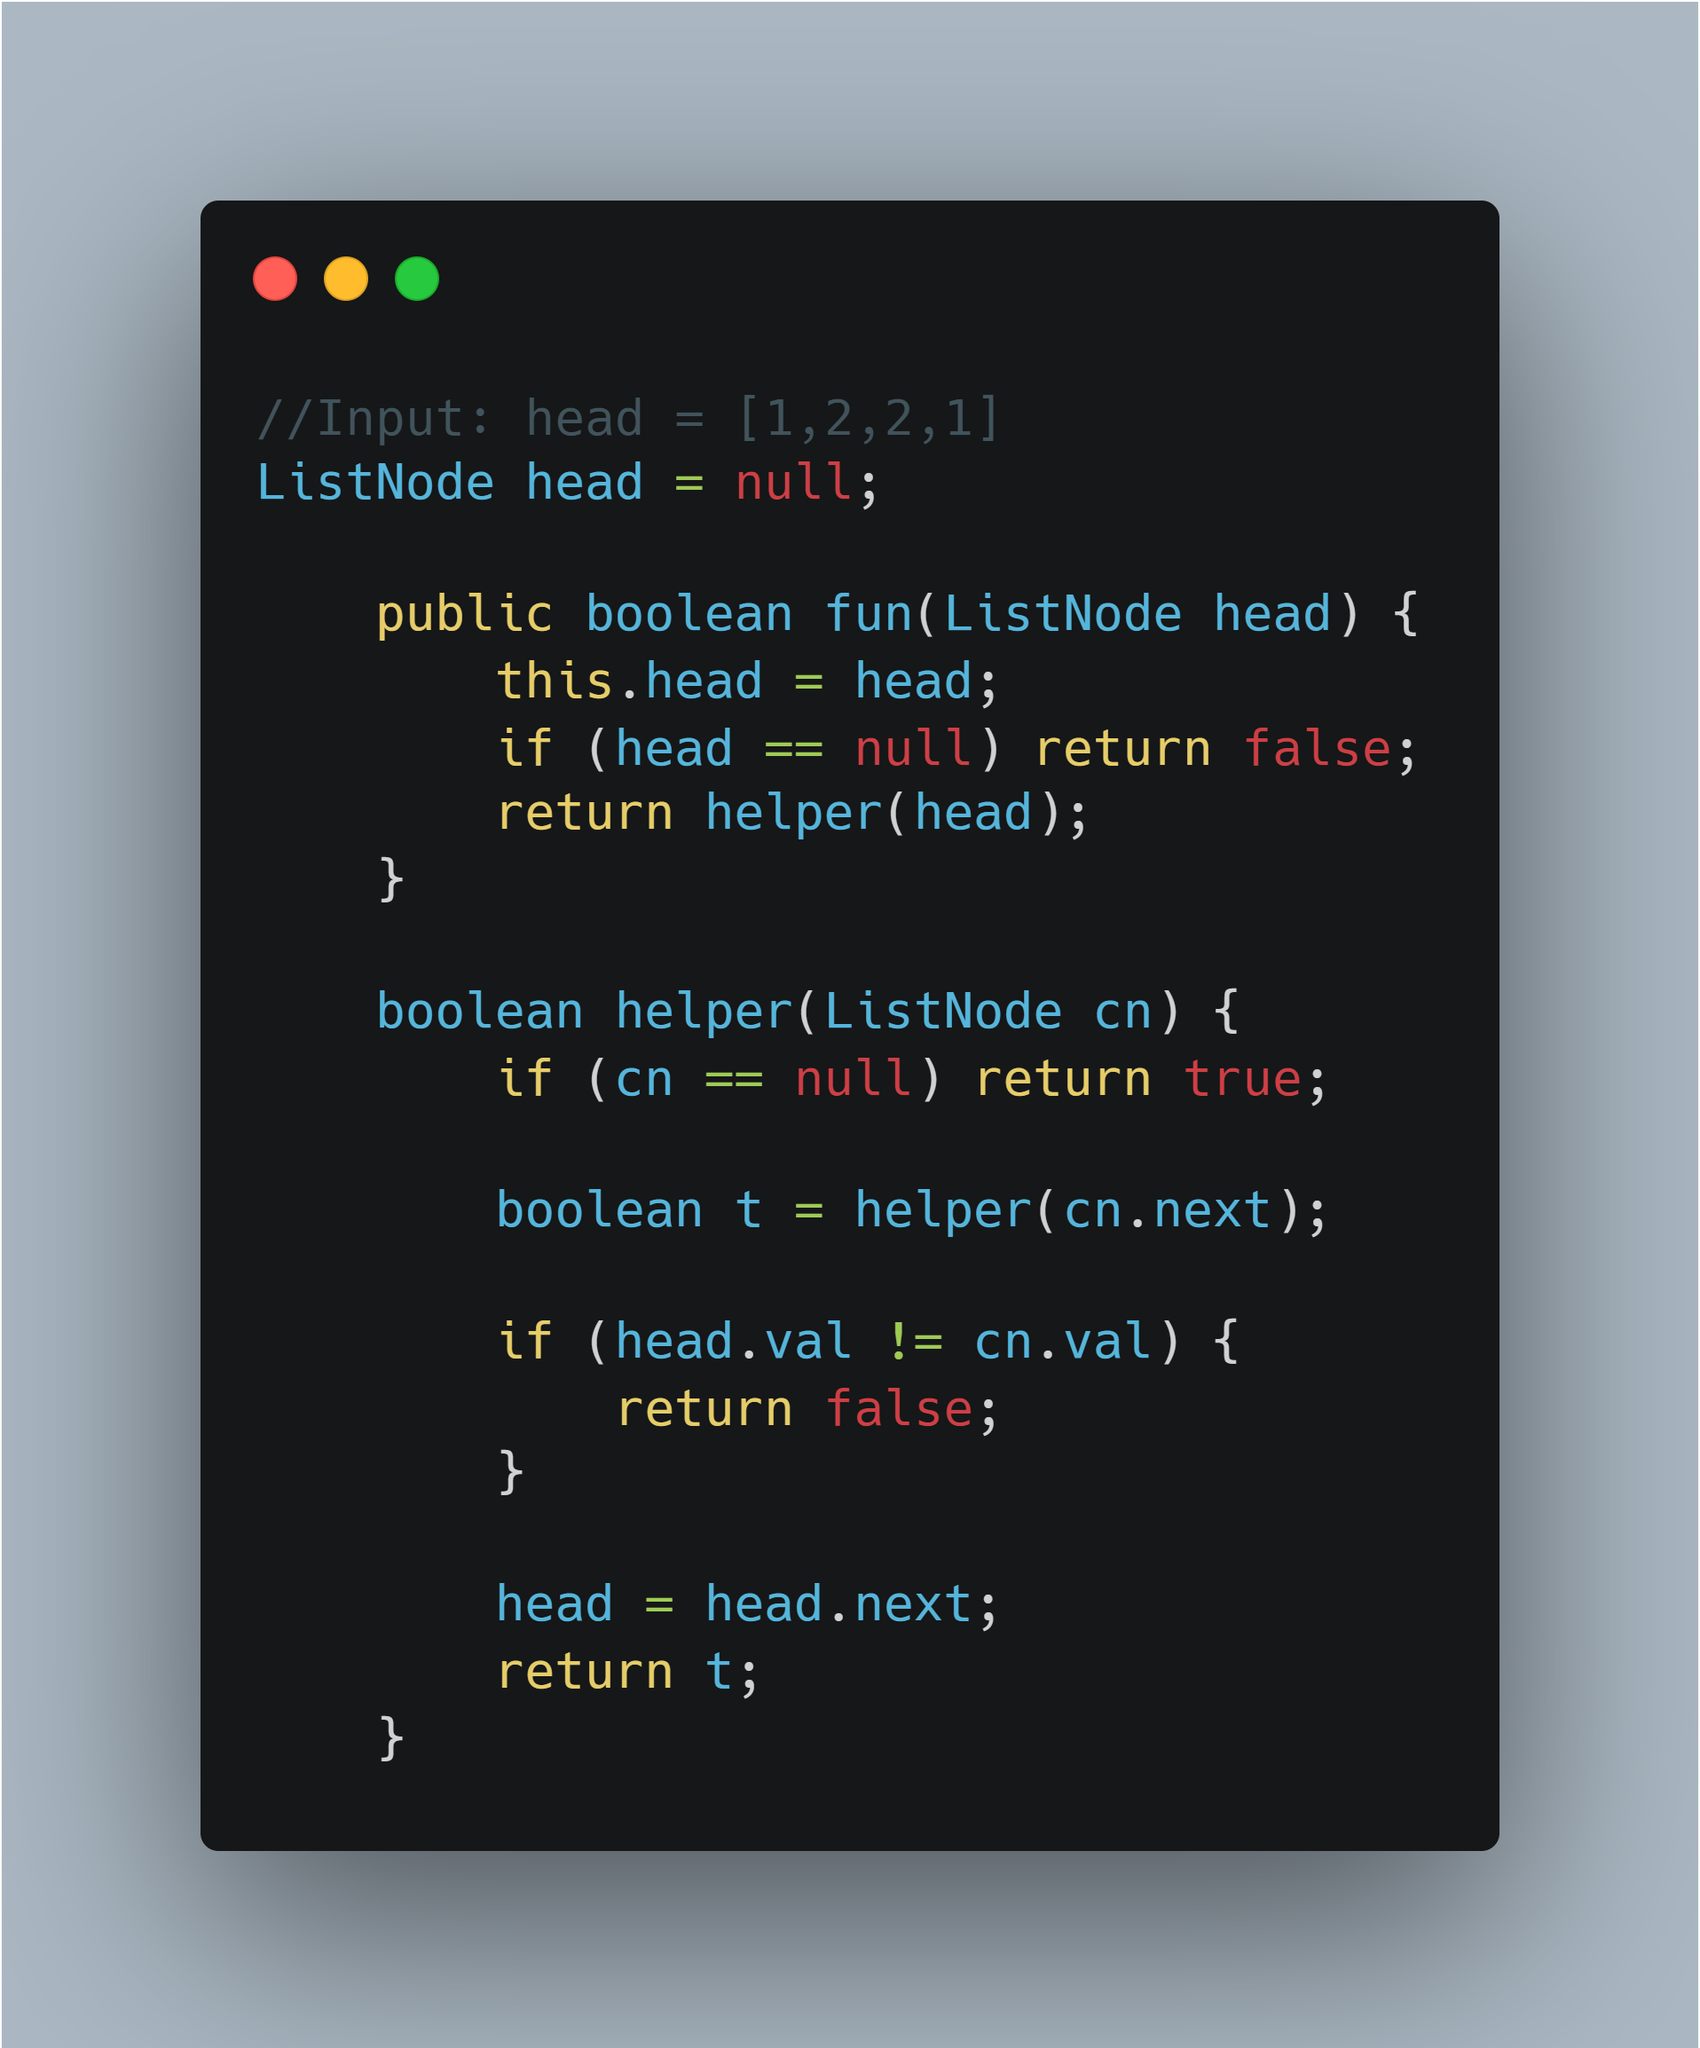 //Input: head = [1,2,2,1]
ListNode head = null;
public boolean fun(ListNode head) {
this.head = head;
if (head == null) return false;
return helper(head);
}
boolean helper(ListNode cn) {
if (cn == null) return true;
boolean t = helper(cn.next);
if (head.val != cn.val) {
return false;
}
head = head.next;
return t;
}